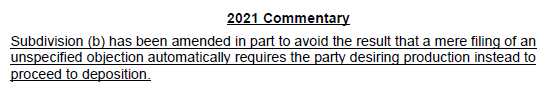 2021 Commentary
Subdivision (b) has been amended in part to avoid the result that a mere filing of an
unspecified objection automatically requires the party desiring production instead to
proceed to deposition.